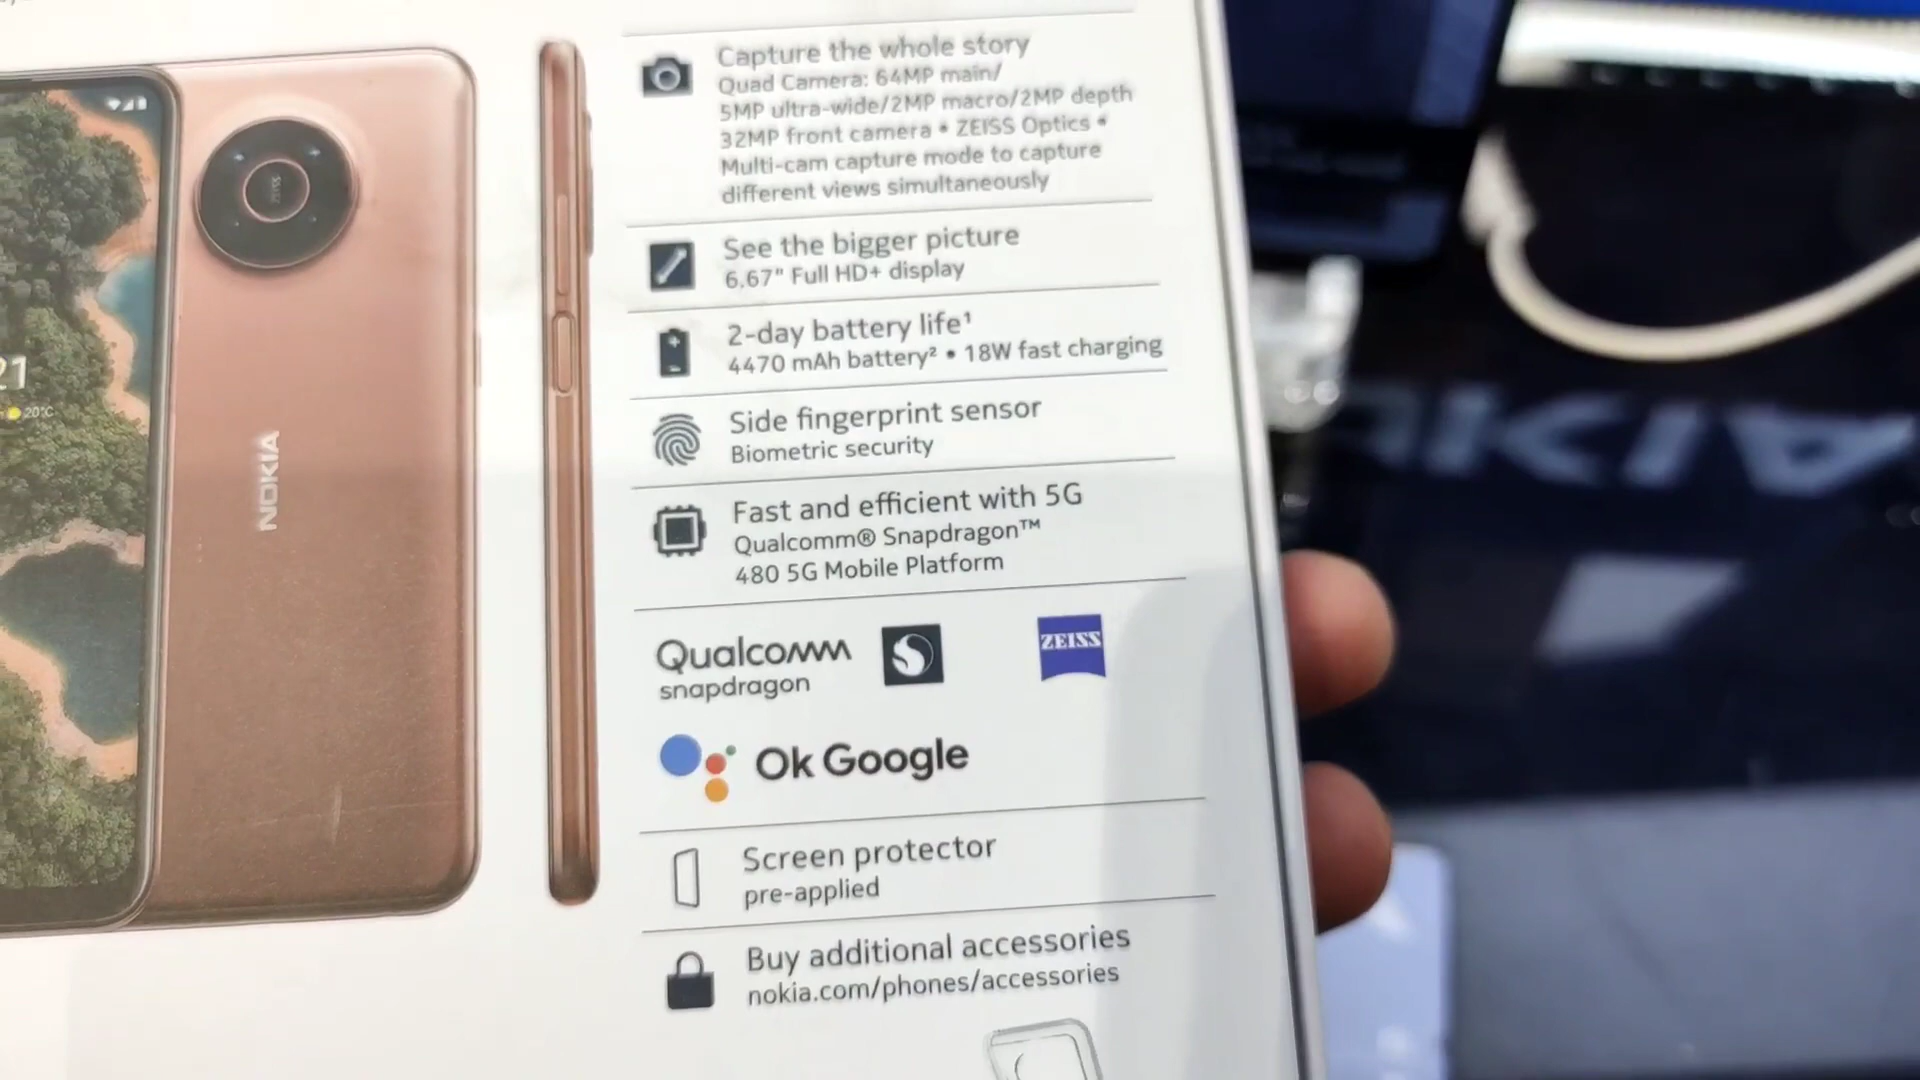 Capture the whole story
Quad Camera: 64MP main/
5MP ultra-wide/2MP macro/2MP depth
32MP front camera • ZEISS Optics •
Multi-cam capture mode to capture
different views simultaneously
See the bigger picture
6.67" Full HD+ display
2-day battery life¹
4470 mAh battery² • 18W fast charging
Side fingerprint sensor
Biometric security
Fast and efficient with 5G
Qualcomm® Snapdragon™
480 5G Mobile Platform
Qualcomm
snapdragon
ZEISS
Ok Google
Screen protector
pre-applied
Buy additional accessories
nokia.com/phones/accessories
ZEISS
NOKIA
21
20°C
NOKIA